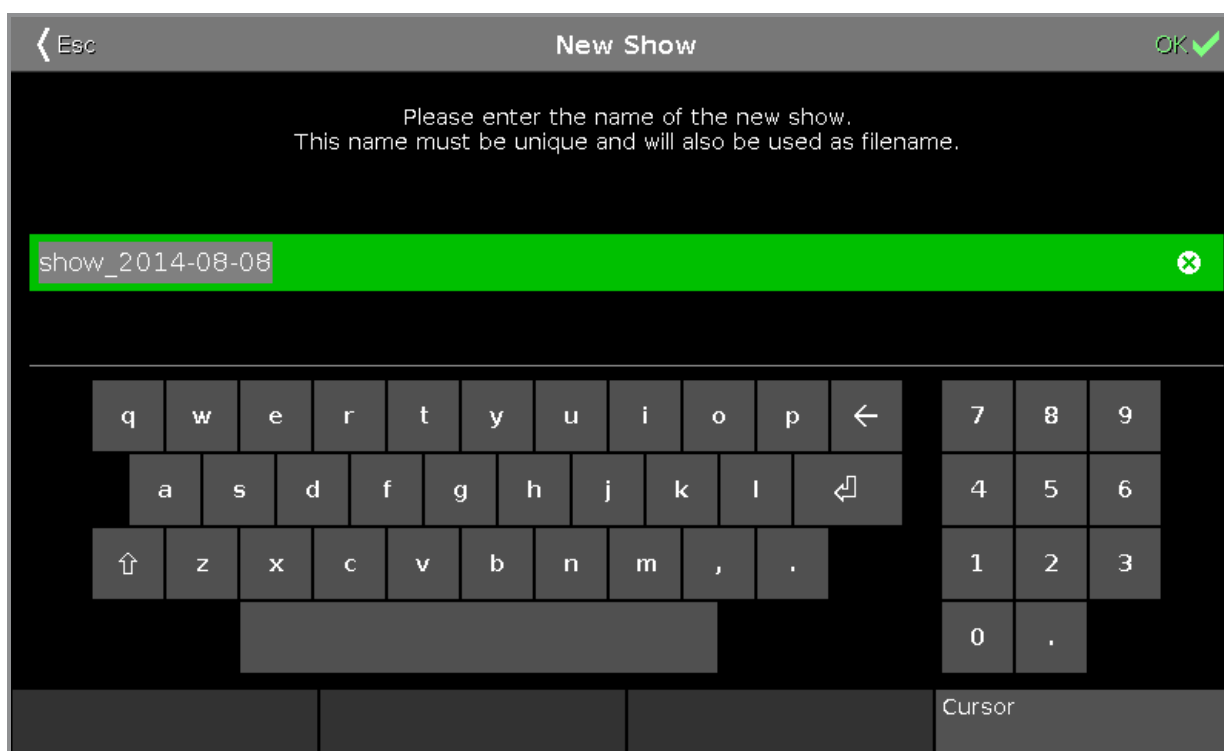 Esc New Show OK
Please enter the name of the new show.
This name must be unique and will also be used as filename.
show_2014-08-08
q w e r t y u i o p ← 7 8 9
a s d f g h j k l 4 5 6
z x c v b n m , . 1 2 3
0 .
Cursor